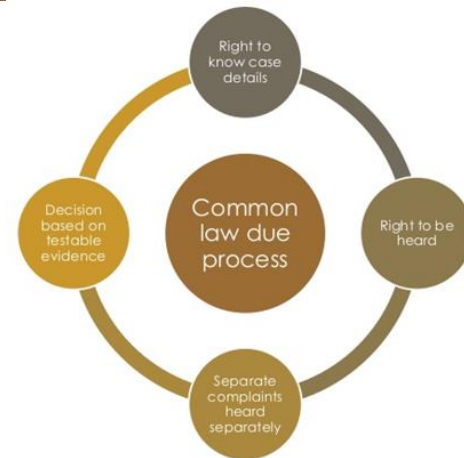 Right to
know case
details
Common
law due
process
Right to be
heard
Separate
complaints
heard
separately
Decision
based on
testable
evidence